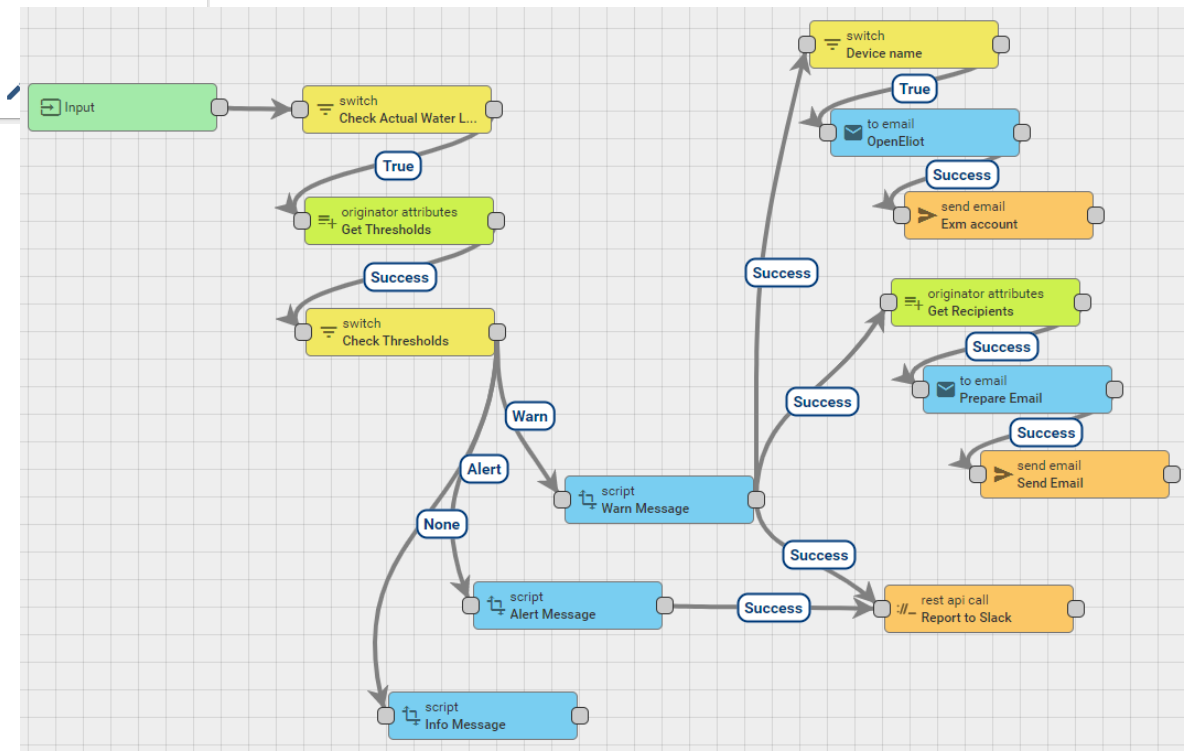 switch
Device name
Input
switch
Check Actual Water L...
True
to email
OpenEliot
True
Success
originator attributes
Get Thresholds
send email
Exm account
Success
Success
originator attributes
Get Recipients
switch
Check Thresholds
Success
to email
Prepare Email
Success
Warn
Success
Alert
send email
Send Email
script
Warn Message
None
Success
script
Alert Message
Success
rest api call
Report to Slack
script
Info Message